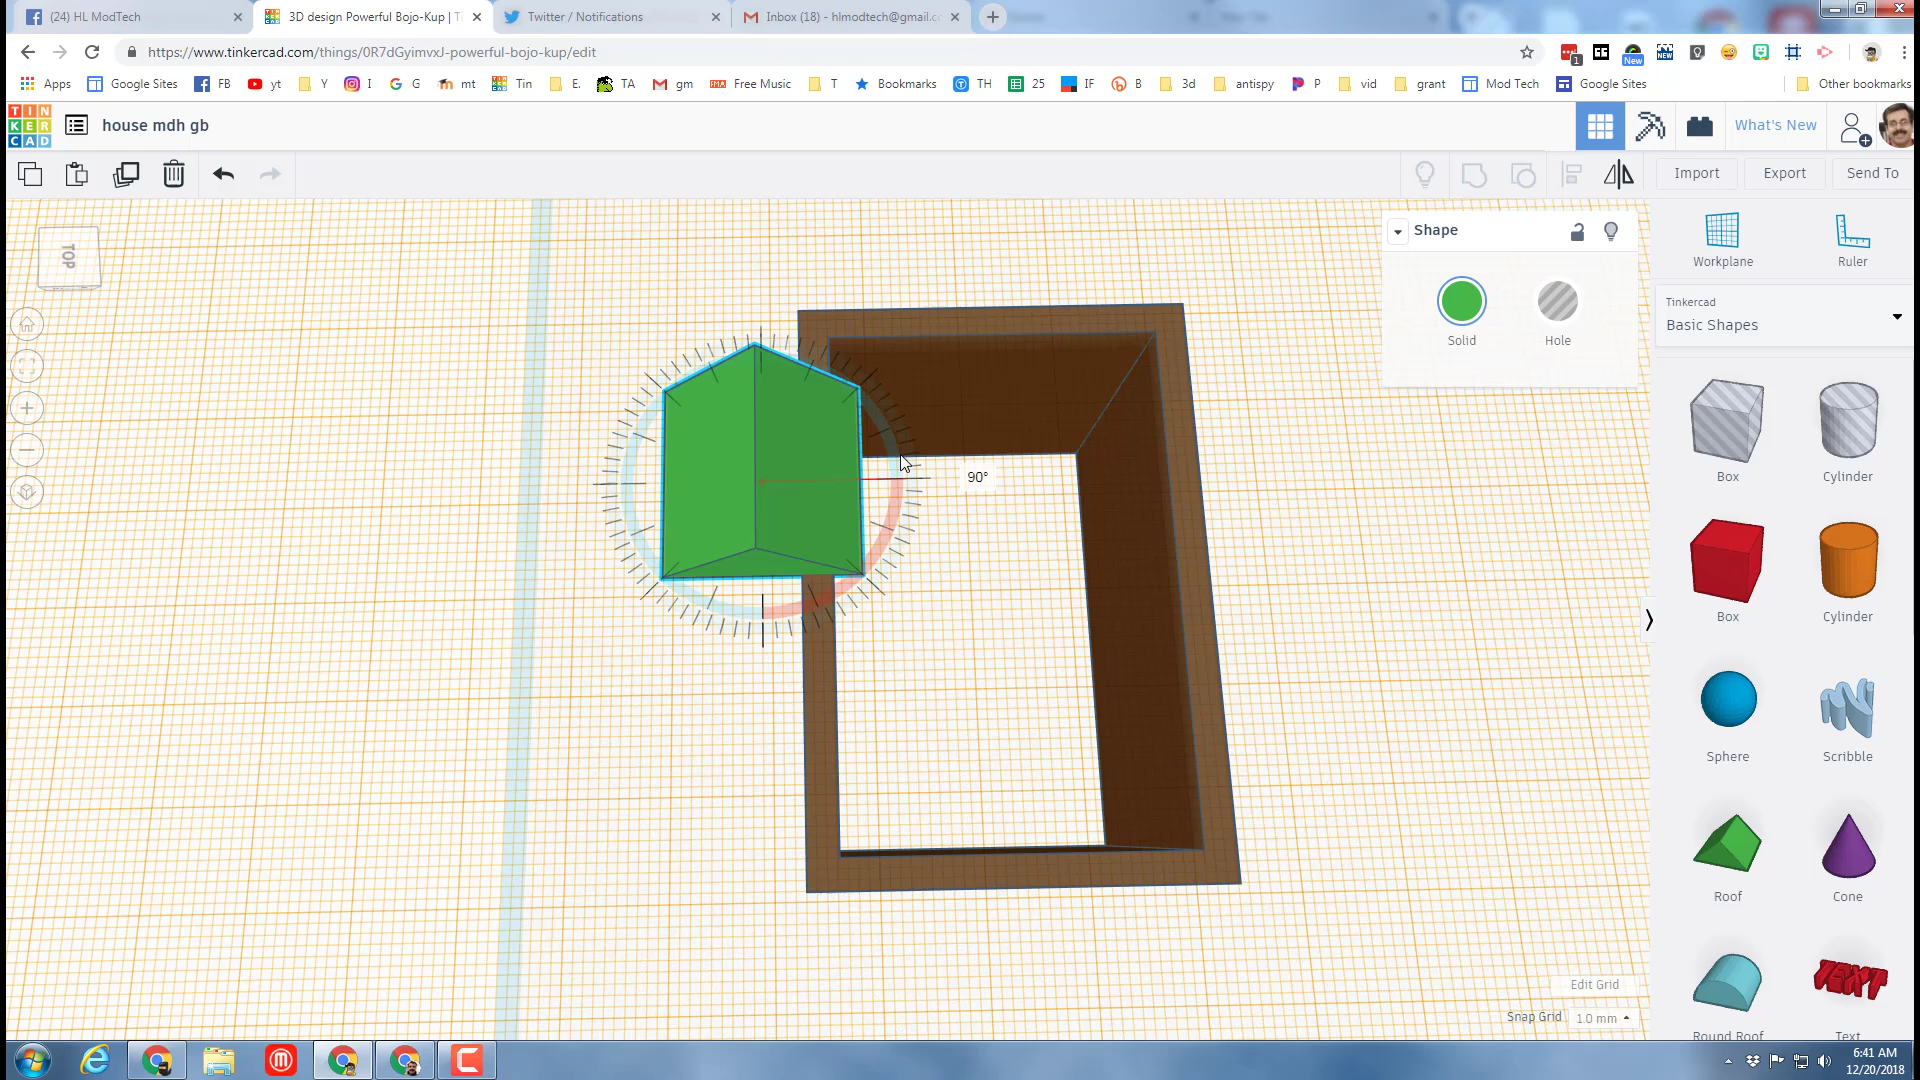 (24) HL ModTech
3D design Powerful Bojo-Kup | T
Twitter / Notifications
Inbox (18) - hlmodtech@gmail.c
https://www.tinkercad.com/things/0R7dGyimvxJ-powerful-bojo-kup/edit
1
New
NEW
Apps
Google Sites
FB
yt
Y
I
G
mt
Tin
E.
TA
gm
Free Music
T
Bookmarks
TH
25
IF
B
3d
antispy
P
vid
grant
Mod Tech
Google Sites
Other bookmarks
TIN
KER
CAD
house mdh gb
What's New
Import
Export
Send To
TOP
Shape
Solid
Hole
Workplane
Ruler
Tinkercad
Basic Shapes
90°
Box
Cylinder
Box
Cylinder
Sphere
Scribble
Roof
Cone
TEXT
Round Roof
Text
Edit Grid
Snap Grid
1.0 mm
6:41 AM
12/20/2018